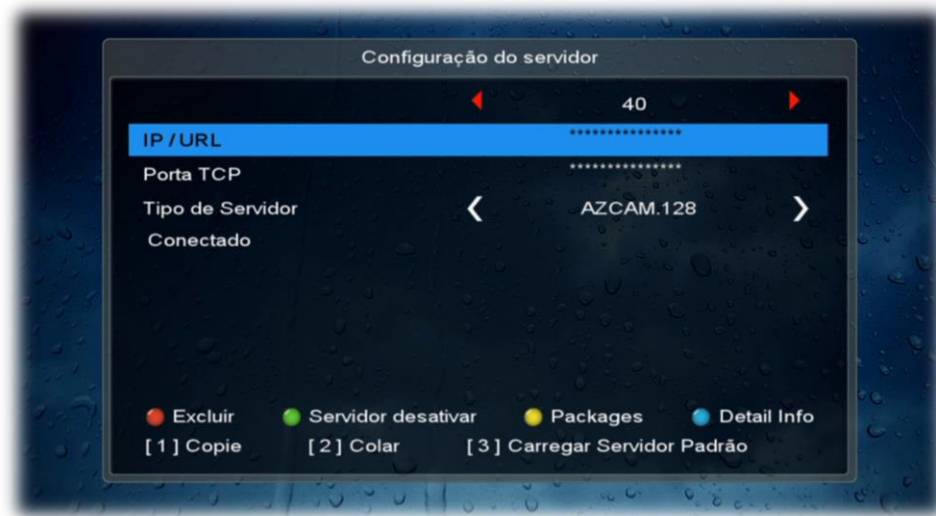 Configuração do servidor
40
IP / URL ***************
Porta TCP ***************
Tipo de Servidor AZCAM.128
Conectado
Excluir Servidor desativar Packages Detail Info
[ 1 ] Copie [ 2 ] Colar [ 3 ] Carregar Servidor Padrão